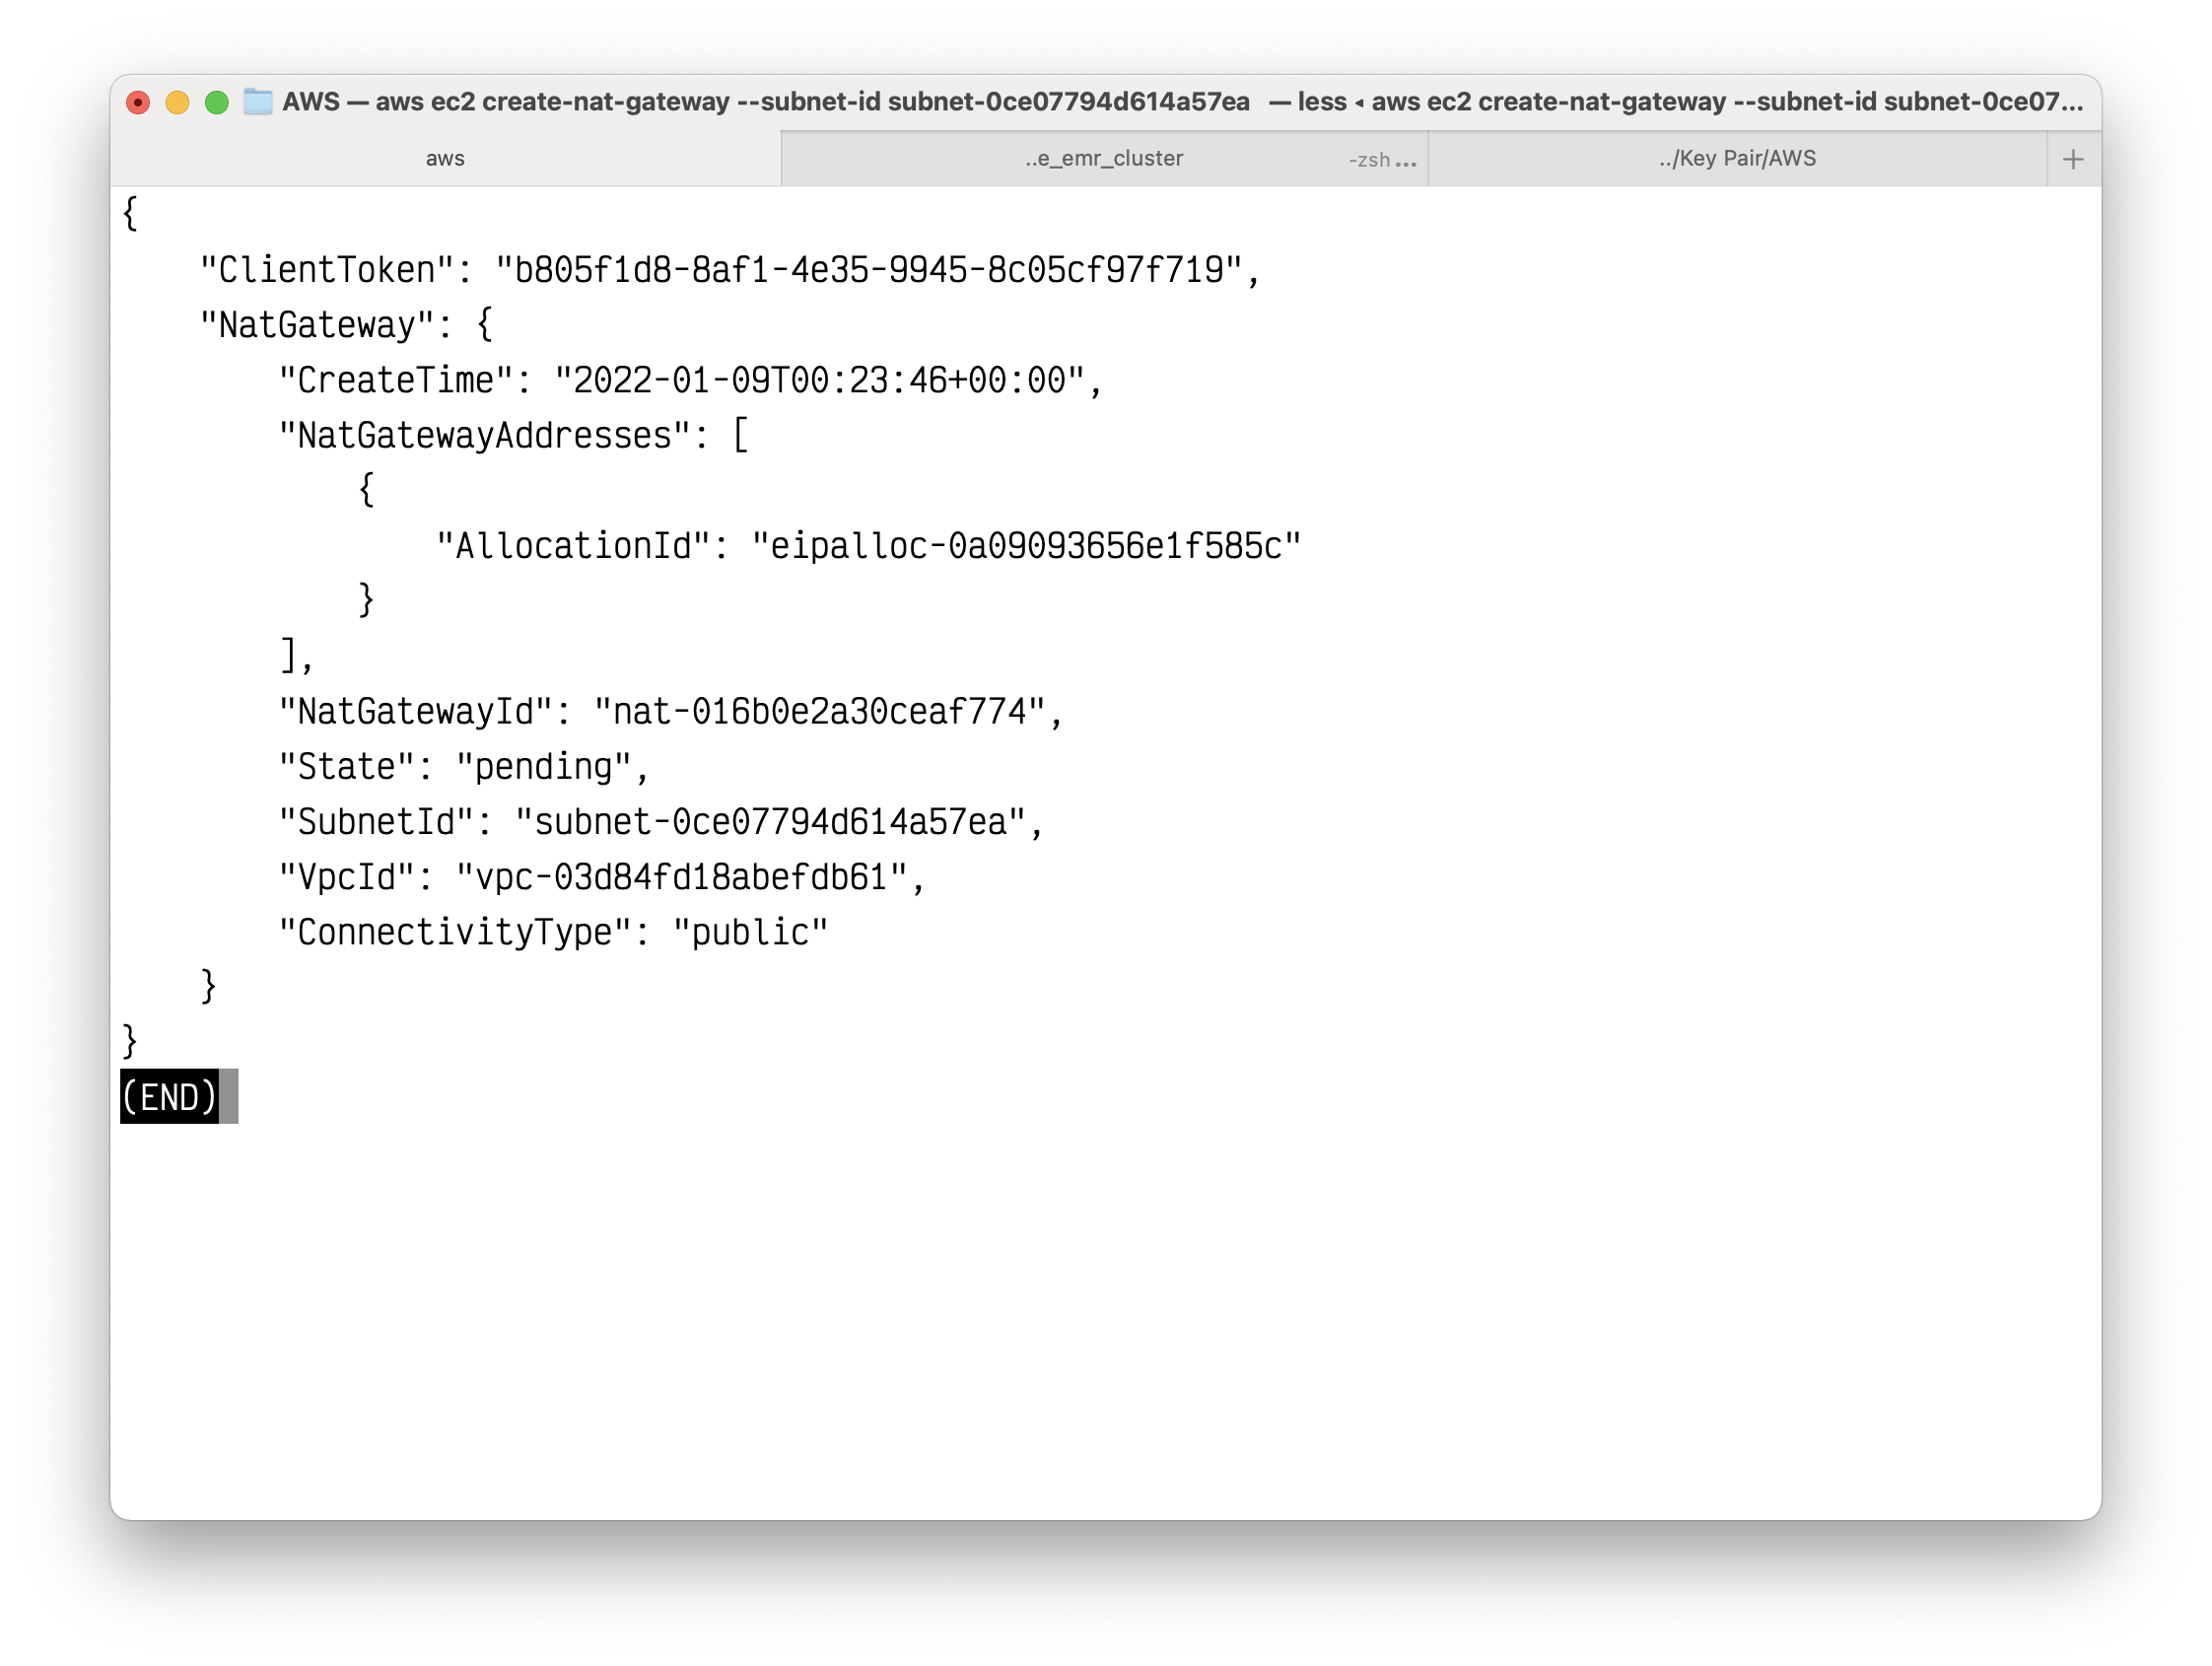 AWS — aws ec2 create-nat-gateway --subnet-id subnet-0ce07794d614a57ea — less ◂ aws ec2 create-nat-gateway --subnet-id subnet-0ce07...
aws ..e_emr_cluster -zsh ... ../Key Pair/AWS +
{
    "ClientToken": "b805f1d8-8af1-4e35-9945-8c05cf97f719",
    "NatGateway": {
        "CreateTime": "2022-01-09T00:23:46+00:00",
        "NatGatewayAddresses": [
            {
                "AllocationId": "eipalloc-0a09093656e1f585c"
            }
        ],
        "NatGatewayId": "nat-016b0e2a30ceaf774",
        "State": "pending",
        "SubnetId": "subnet-0ce07794d614a57ea",
        "VpcId": "vpc-03d84fd18abefdb61",
        "ConnectivityType": "public"
    }
}
(END)